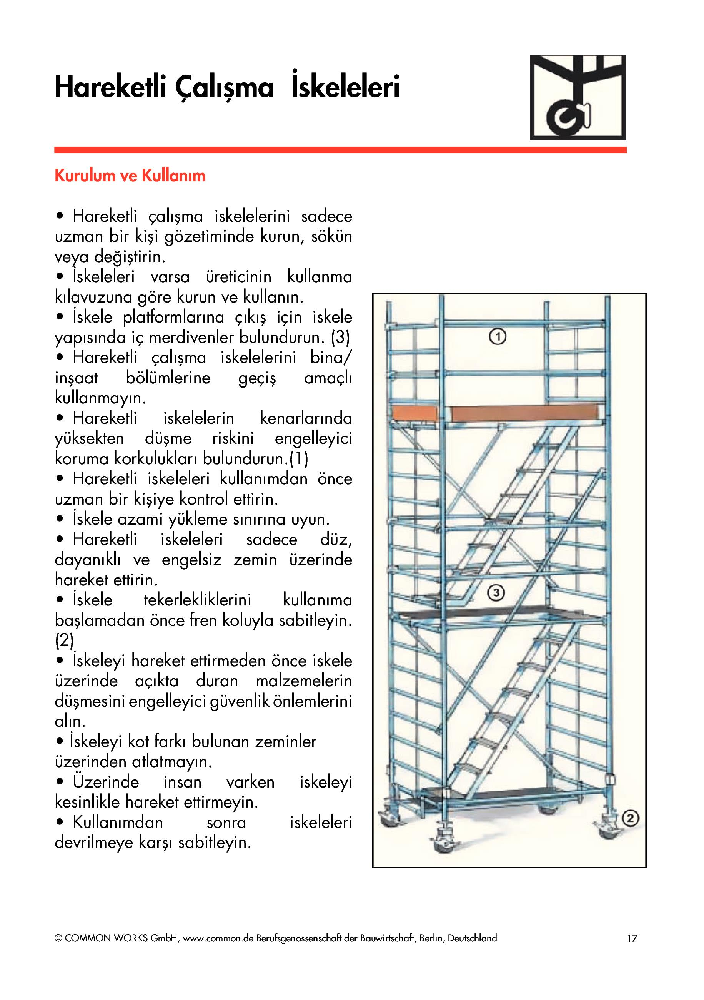 Hareketli Çalışma İskeleleri
Kurulum ve Kullanım
• Hareketli çalışma iskelelerini sadece
uzman bir kişi gözetiminde kurun, sökün
veya değiştirin.
• İskeleleri varsa üreticinin kullanma
kılavuzuna göre kurun ve kullanın.
• İskele platformlarına çıkış için iskele
yapısında iç merdivenler bulundurun. (3)
• Hareketli çalışma iskelelerini bina/
inşaat bölümlerine geçiş amaçlı
kullanmayın.
• Hareketli iskelelerin kenarlarında
yüksekten düşme riskini engelleyici
koruma korkulukları bulundurun.(1)
• Hareketli iskeleleri kullanımdan önce
uzman bir kişiye kontrol ettirin.
• İskele azami yükleme sınırına uyun.
• Hareketli iskeleleri sadece düz,
dayanıklı ve engelsiz zemin üzerinde
hareket ettirin.
• İskele tekerlekliklerini kullanıma
başlamadan önce fren koluyla sabitleyin.
(2)
• İskeleyi hareket ettirmeden önce iskele
üzerinde açıkta duran malzemelerin
düşmesini engelleyici güvenlik önlemlerini
alın.
• İskeleyi kot farkı bulunan zeminler
üzerinden atlatmayın.
• Üzerinde insan varken iskeleyi
kesinlikle hareket ettirmeyin.
• Kullanımdan sonra iskeleleri
devrilmeye karşı sabitleyin.
1
3
2
© COMMON WORKS GmbH, www.common.de Berufsgenossenschaft der Bauwirtschaft, Berlin, Deutschland
17